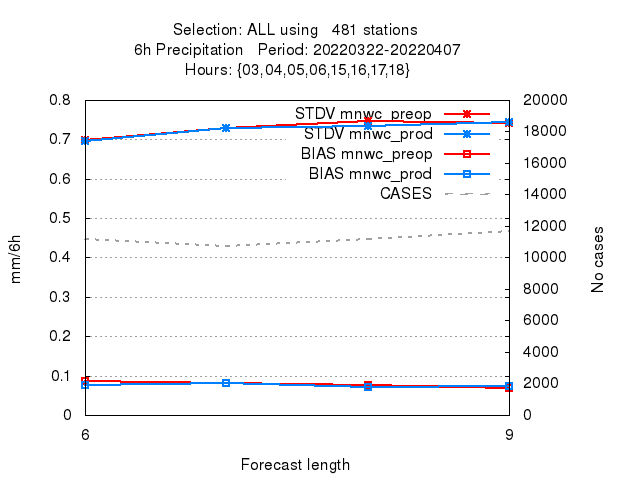 Selection: ALL using   481 stations
6h Precipitation   Period: 20220322-20220407
Hours: {03,04,05,06,15,16,17,18}
STDV mnwc_preop
STDV mnwc_prod
BIAS mnwc_preop
BIAS mnwc_prod
CASES
0.8
0.7
0.6
0.5
0.4
0.3
0.2
0.1
0
20000
18000
16000
14000
12000
10000
8000
6000
4000
2000
0
mm/6h
No cases
6
9
Forecast length